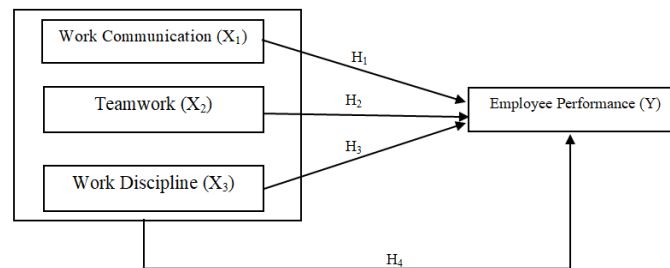 Work Communication (X₁)
H₁
Teamwork (X₂)
H₂
Employee Performance (Y)
H₃
Work Discipline (X₃)
H₄